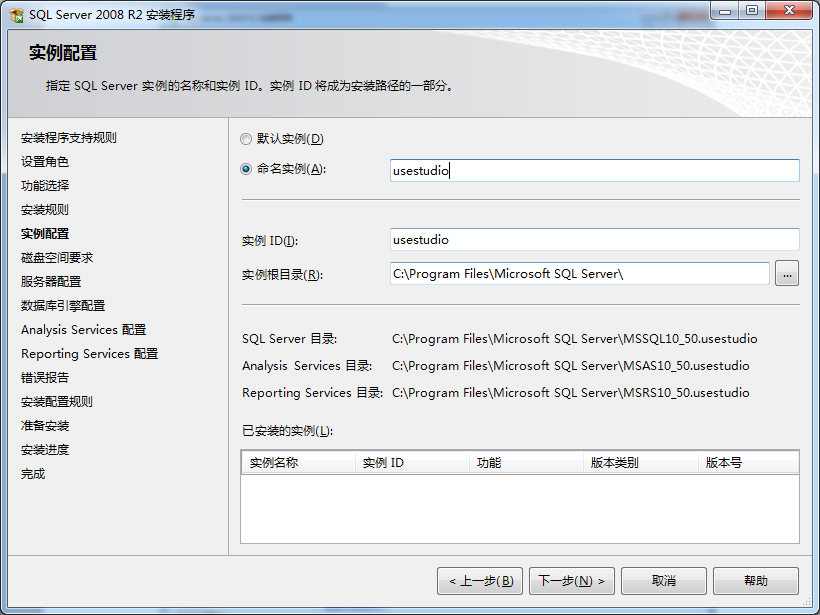 SQL Server 2008 R2 安装程序
实例配置
指定 SQL Server 实例的名称和实例 ID。实例 ID 将成为安装路径的一部分。
安装程序支持规则
设置角色
功能选择
安装规则
实例配置
磁盘空间要求
服务器配置
数据库引擎配置
Analysis Services 配置
Reporting Services 配置
错误报告
安装配置规则
准备安装
安装进度
完成
默认实例(D)
命名实例(A): usestudio
实例 ID(I): usestudio
实例根目录(R): C:\Program Files\Microsoft SQL Server\ ...
SQL Server 目录: C:\Program Files\Microsoft SQL Server\MSSQL10_50.usestudio
Analysis Services 目录: C:\Program Files\Microsoft SQL Server\MSAS10_50.usestudio
Reporting Services 目录: C:\Program Files\Microsoft SQL Server\MSRS10_50.usestudio
已安装的实例(L):
实例名称 实例 ID 功能 版本类别 版本号
< 上一步(B) 下一步(N) > 取消 帮助